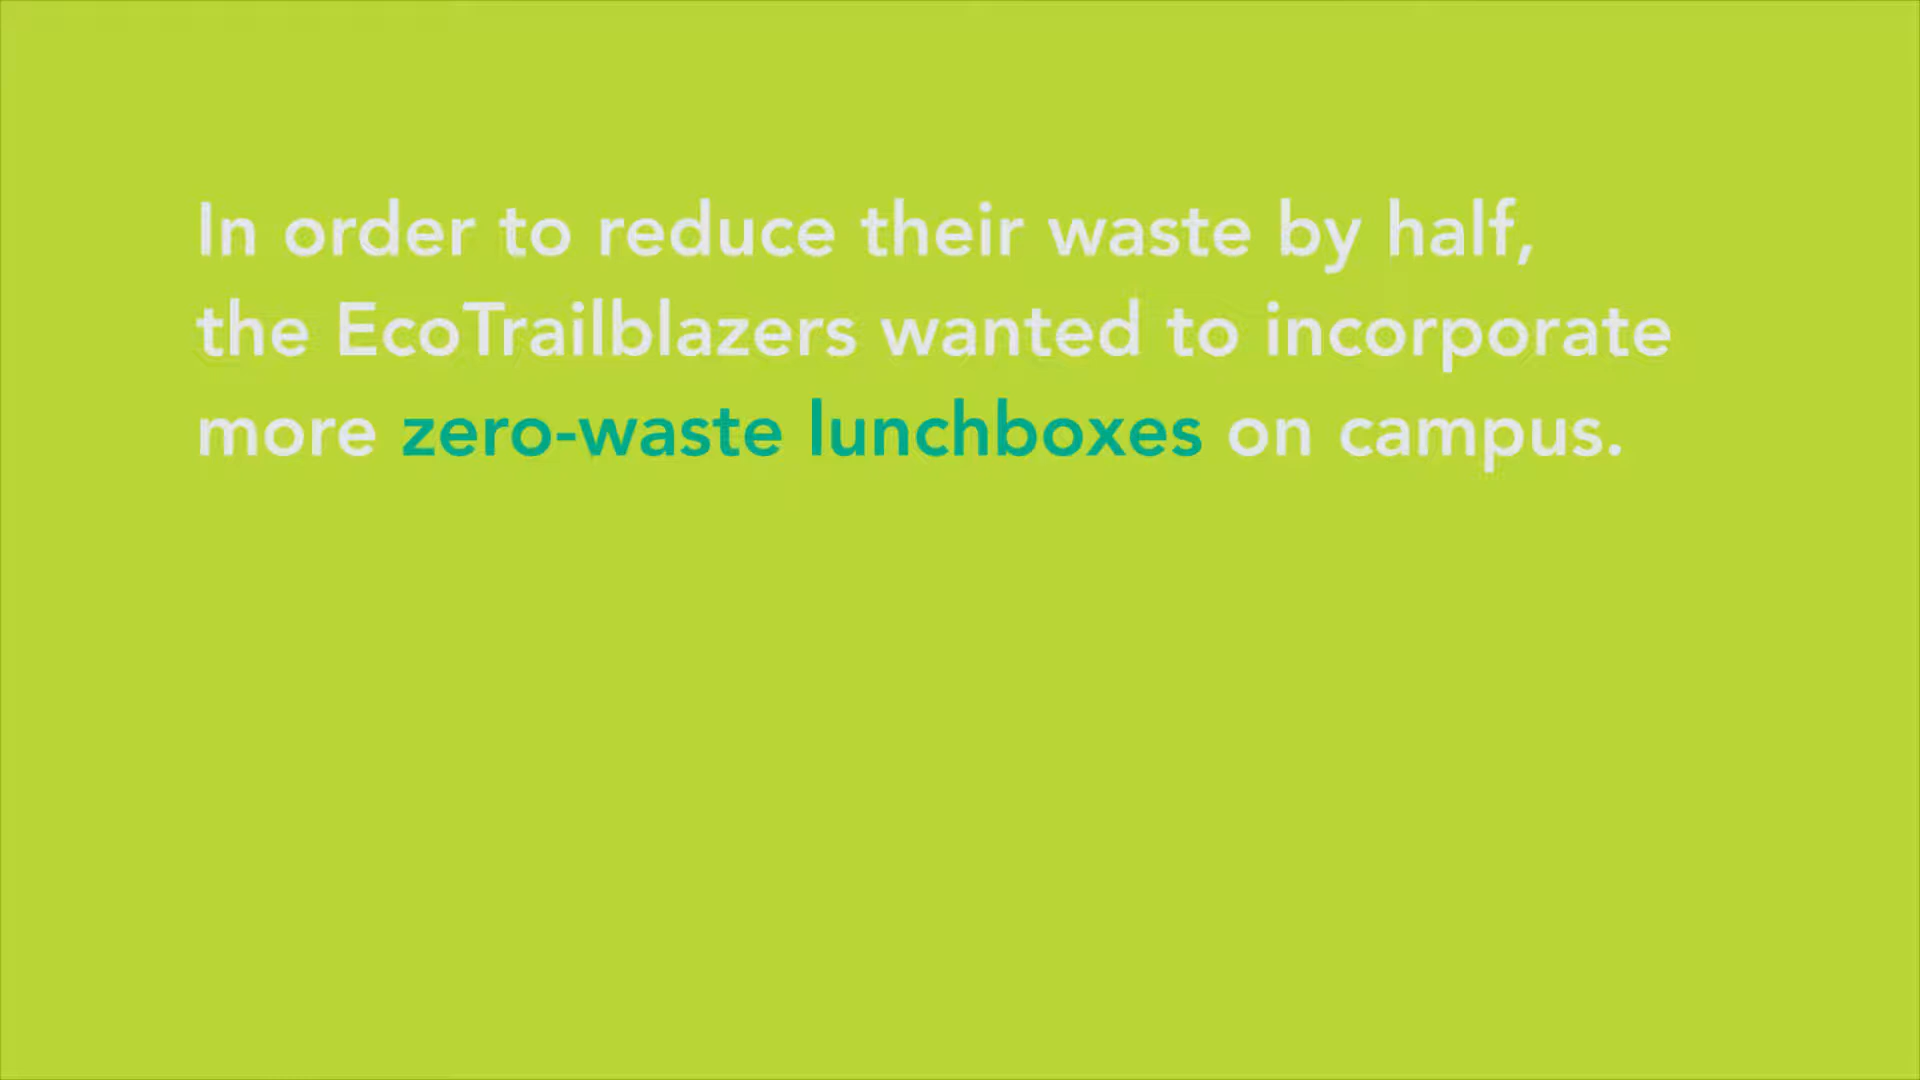 In order to reduce their waste by half,
the EcoTrailblazers wanted to incorporate
more zero-waste lunchboxes on campus.